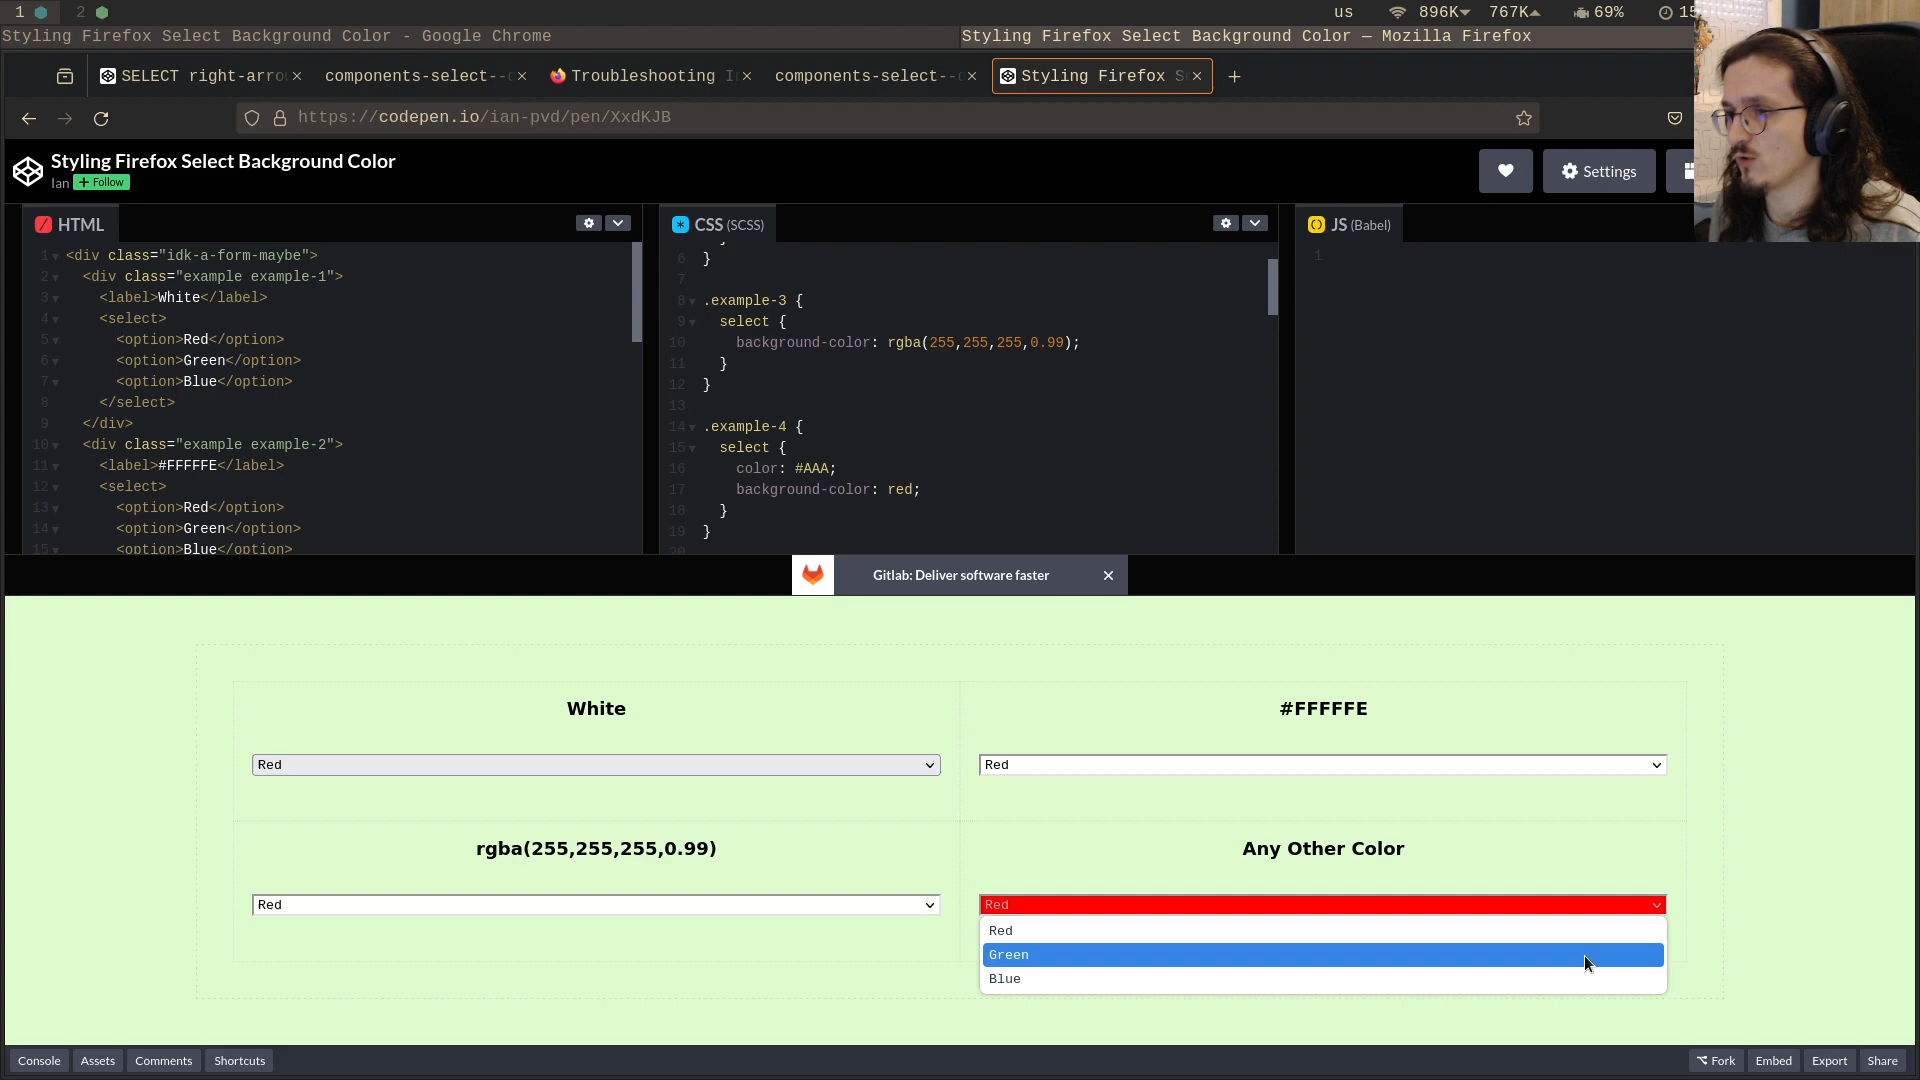 1 2 us 896K 767K 69% 15
Styling Firefox Select Background Color - Google Chrome
Styling Firefox Select Background Color — Mozilla Firefox
SELECT right-arro
components-select--
Troubleshooting I
components-select--
Styling Firefox S
https://codepen.io/ian-pvd/pen/XxdKJB
Styling Firefox Select Background Color
Ian + Follow
Settings
HTML
1 <div class="idk-a-form-maybe">
2 <div class="example example-1">
3 <label>White</label>
4 <select>
5 <option>Red</option>
6 <option>Green</option>
7 <option>Blue</option>
8 </select>
9 </div>
10 <div class="example example-2">
11 <label>#FFFFFE</label>
12 <select>
13 <option>Red</option>
14 <option>Green</option>
15 <option>Blue</option>
CSS (SCSS)
}
6 }
7
8 .example-3 {
9 select {
10 background-color: rgba(255,255,255,0.99);
11 }
12 }
13
14 .example-4 {
15 select {
16 color: #AAA;
17 background-color: red;
18 }
19 }
20
JS (Babel)
1
Gitlab: Deliver software faster
White
Red
#FFFFFE
Red
rgba(255,255,255,0.99)
Red
Any Other Color
Red
Red
Green
Blue
Console Assets Comments Shortcuts
Fork Embed Export Share